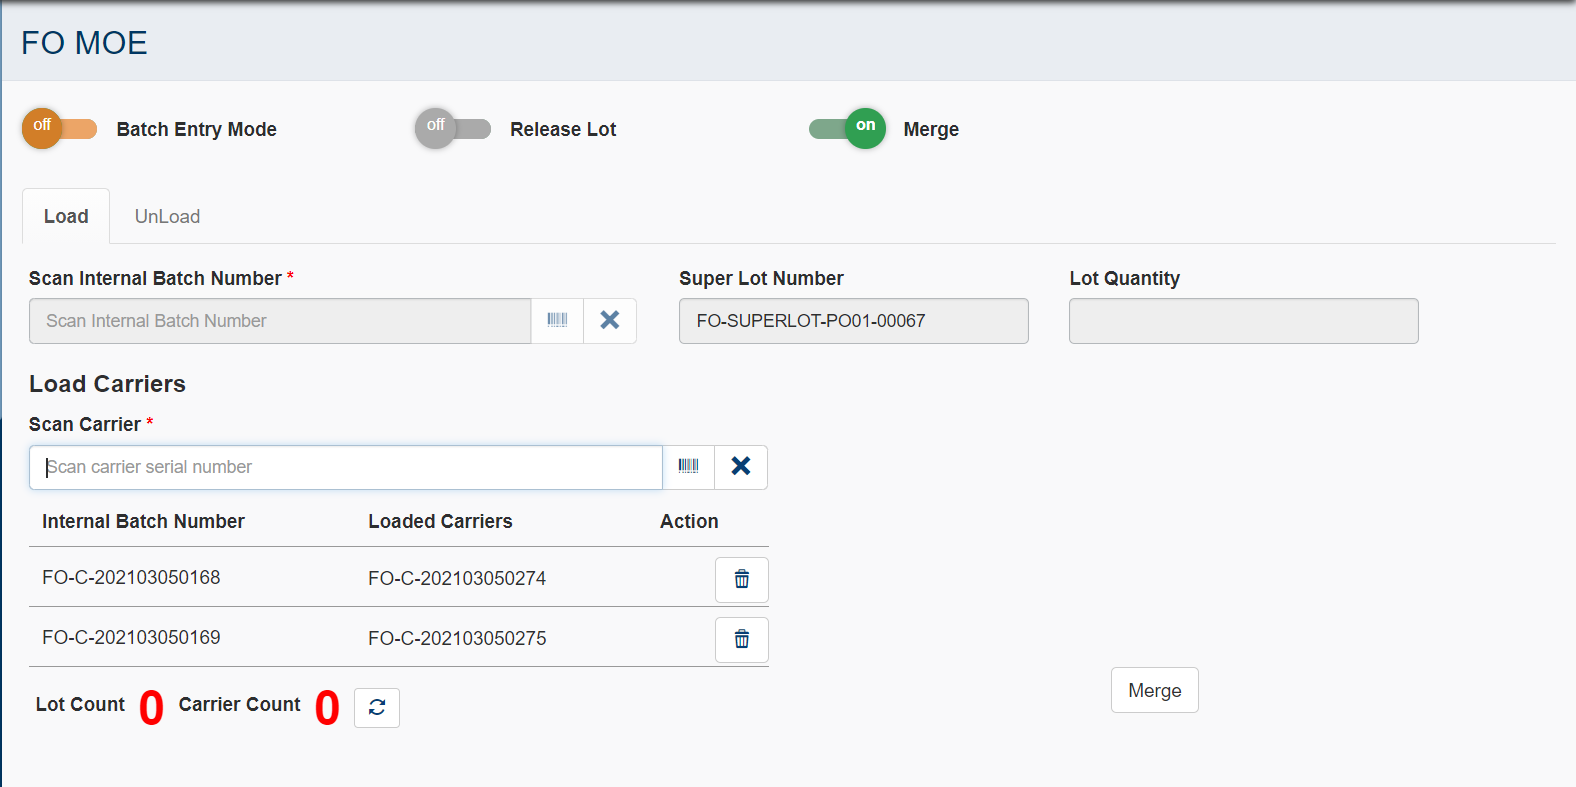 FO MOE
off Batch Entry Mode off Release Lot on Merge
Load UnLoad
Scan Internal Batch Number * Super Lot Number Lot Quantity
Scan Internal Batch Number FO-SUPERLOT-PO01-00067
Load Carriers
Scan Carrier *
Scan carrier serial number
Internal Batch Number Loaded Carriers Action
FO-C-202103050168 FO-C-202103050274
FO-C-202103050169 FO-C-202103050275
Lot Count 0 Carrier Count 0 Merge